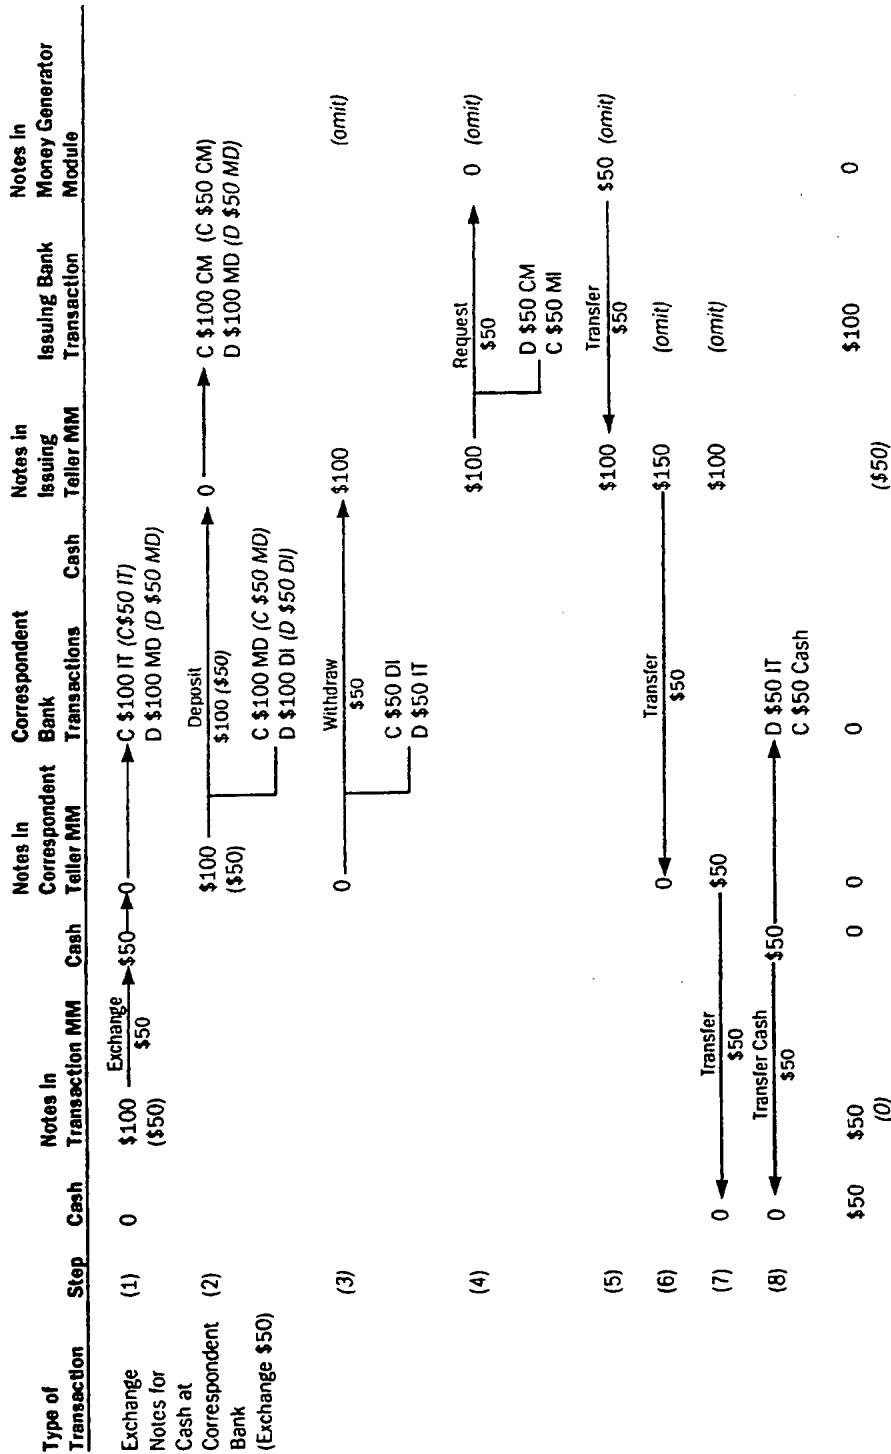 Type of Transaction
Step
Cash
Notes In Transaction MM
Cash
Notes In Correspondent Teller MM
Correspondent Bank Transactions
Cash
Notes in Issuing Teller MM
Issuing Bank Transaction
Notes in Money Generator Module
Exchange
Notes for
Cash at
Correspondent
Bank
(Exchange $50)
(1)
0
$100
($50)
Exchange
$50
$50
0
C $100 IT (C$50 IT)
D $100 MD (D $50 MD)
(2)
$100
($50)
Deposit
$100 ($50)
C $100 MD (C $50 MD)
D $100 DI (D $50 DI)
0
C $100 CM (C $50 CM)
D $100 MD (D $50 MD)
(3)
0
Withdraw
$50
C $50 DI
D $50 IT
$100
(omit)
(4)
$100
Request
$50
D $50 CM
C $50 MI
0 (omit)
(5)
$100
Transfer
$50
$50 (omit)
(6)
0
Transfer
$50
$150
(omit)
(7)
0
Transfer
$50
$50
$100
(omit)
(8)
0
Transfer Cash
$50
$50
D $50 IT
C $50 Cash
$50
$50
(0)
0
0
0
($50)
$100
0